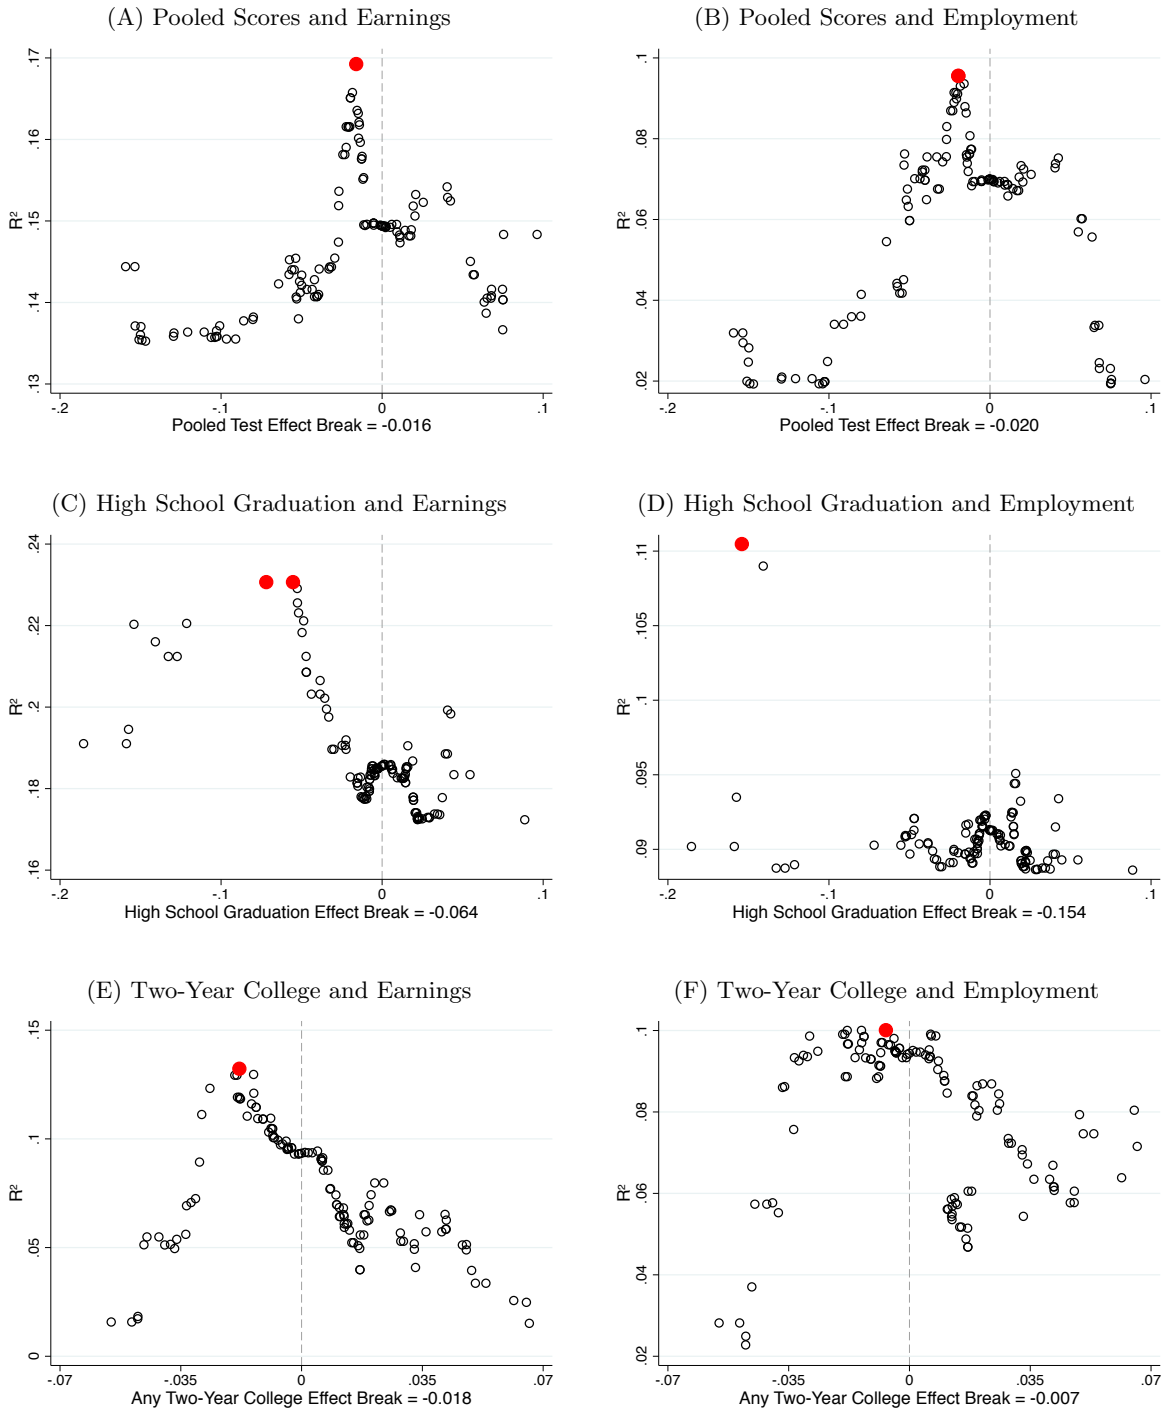 (A) Pooled Scores and Earnings
R²
.17
.16
.15
.14
.13
-.2 -.1 0 .1
Pooled Test Effect Break = -0.016
(B) Pooled Scores and Employment
R²
.1
.08
.06
.04
.02
-.2 -.1 0 .1
Pooled Test Effect Break = -0.020
(C) High School Graduation and Earnings
R²
.24
.22
.2
.18
.16
-.2 -.1 0 .1
High School Graduation Effect Break = -0.064
(D) High School Graduation and Employment
R²
.11
.105
.1
.095
.09
-.2 -.1 0 .1
High School Graduation Effect Break = -0.154
(E) Two-Year College and Earnings
R²
.15
.1
.05
0
-.07 -.035 0 .035 .07
Any Two-Year College Effect Break = -0.018
(F) Two-Year College and Employment
R²
.1
.08
.06
.04
.02
-.07 -.035 0 .035 .07
Any Two-Year College Effect Break = -0.007